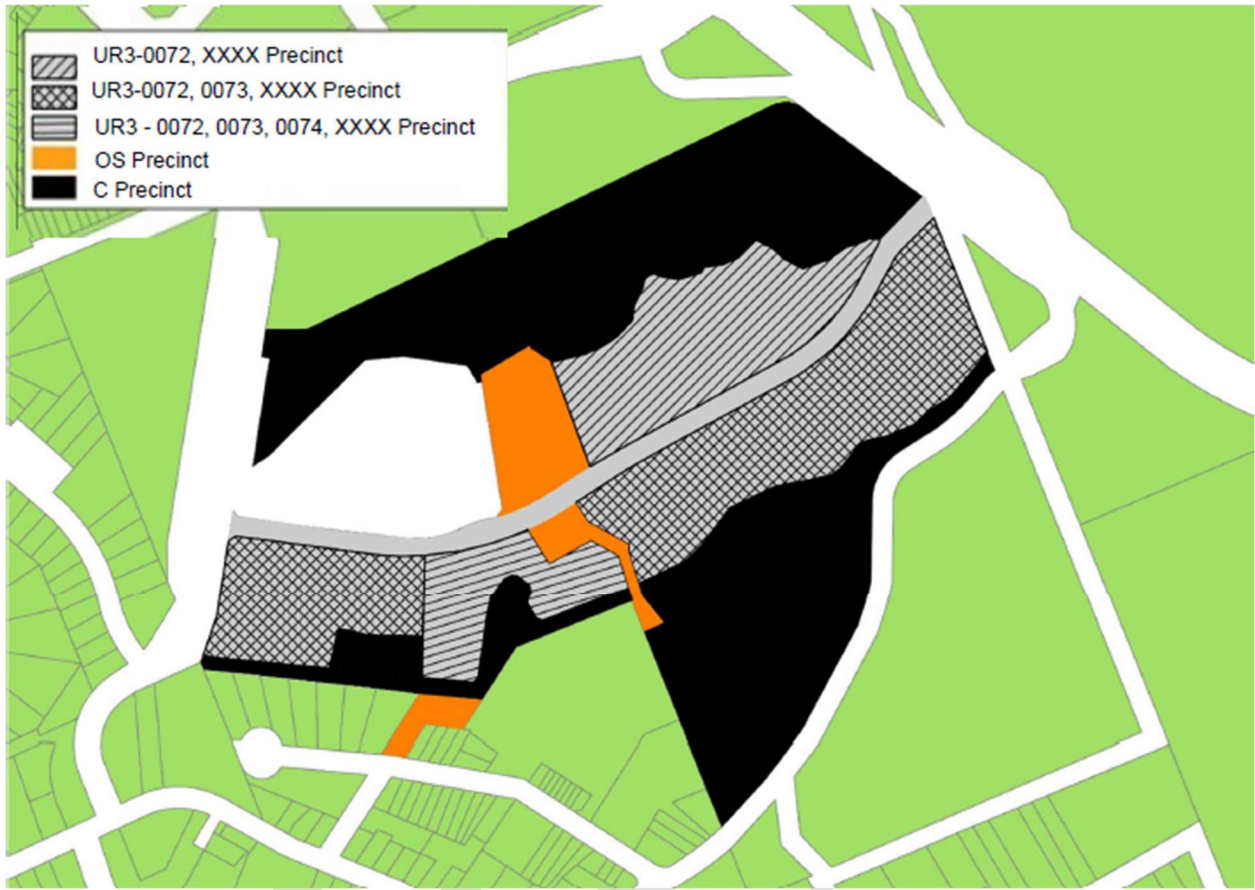 UR3-0072, XXXX Precinct
UR3-0072, 0073, XXXX Precinct
UR3 - 0072, 0073, 0074, XXXX Precinct
OS Precinct
C Precinct